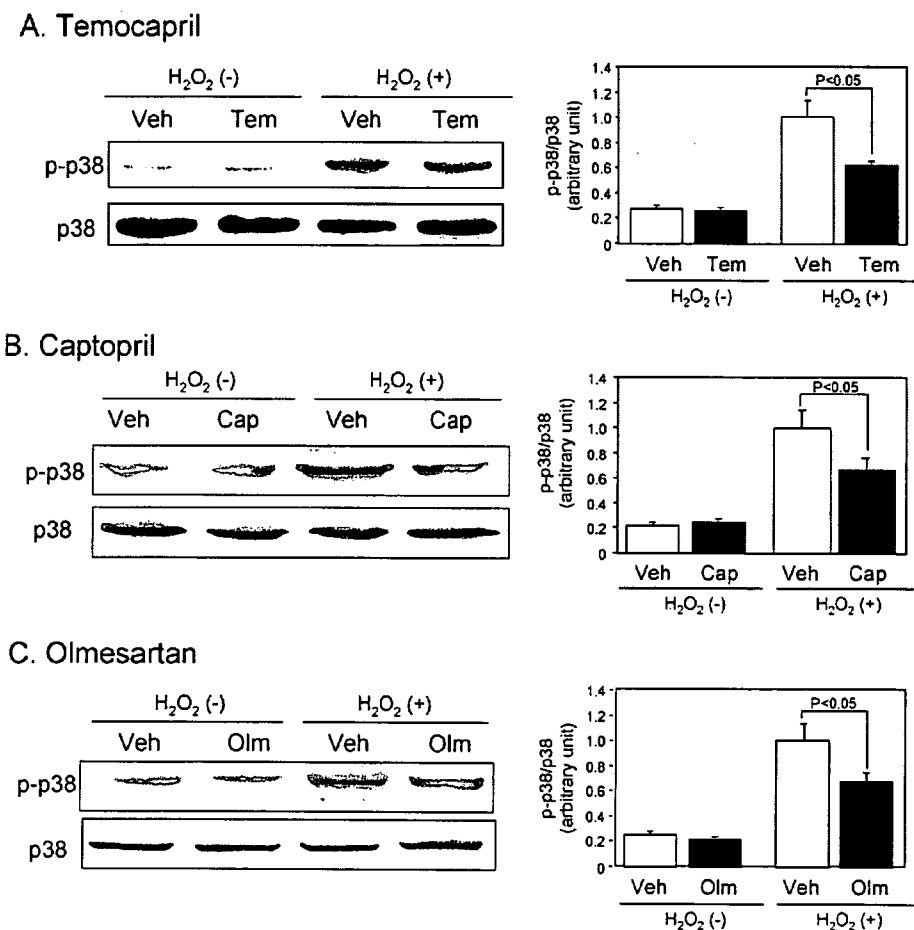 A. Temocapril
H₂O₂ (-) H₂O₂ (+)
Veh Tem Veh Tem
p-p38
p38
1.4
1.2
1.0
0.8
0.6
0.4
0.2
0
p-p38/p38
(arbitrary unit)
P<0.05
Veh Tem Veh Tem
H₂O₂ (-) H₂O₂ (+)
B. Captopril
H₂O₂ (-) H₂O₂ (+)
Veh Cap Veh Cap
p-p38
p38
1.4
1.2
1.0
0.8
0.6
0.4
0.2
0
p-p38/p38
(arbitrary unit)
P<0.05
Veh Cap Veh Cap
H₂O₂ (-) H₂O₂ (+)
C. Olmesartan
H₂O₂ (-) H₂O₂ (+)
Veh Olm Veh Olm
p-p38
p38
1.4
1.2
1.0
0.8
0.6
0.4
0.2
0
p-p38/p38
(arbitrary unit)
P<0.05
Veh Olm Veh Olm
H₂O₂ (-) H₂O₂ (+)